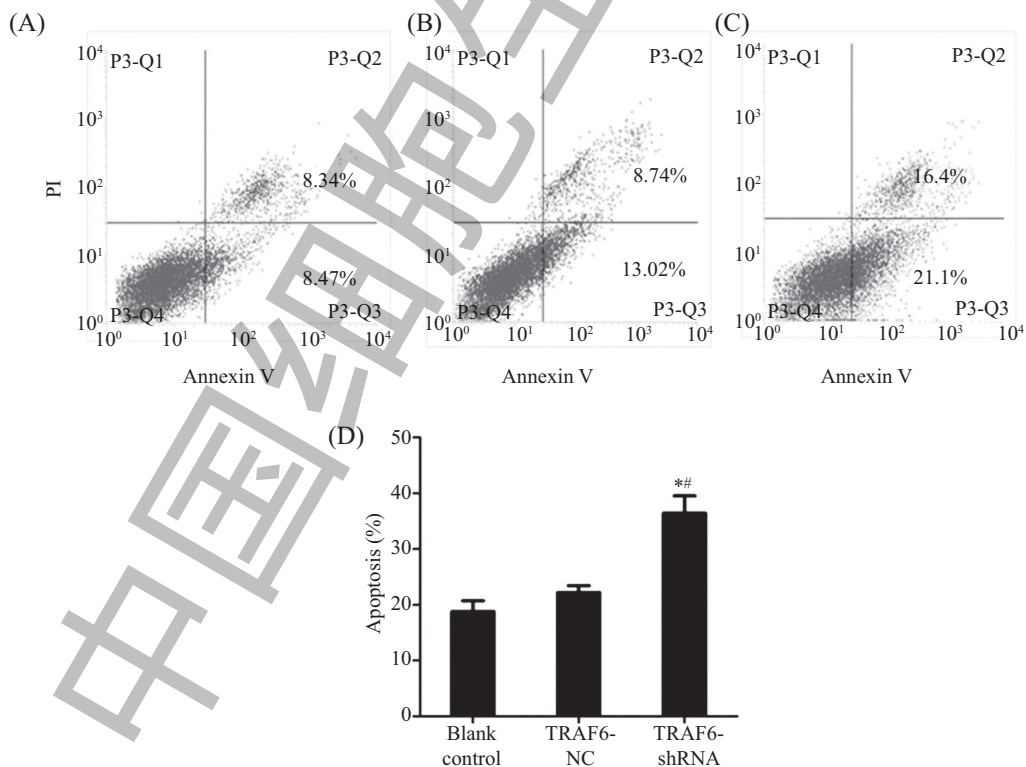 (A)
(B)
(C)
10⁴
P3-Q1
P3-Q2
10³
PI
10²
8.34%
10¹
8.47%
P3-Q4
P3-Q3
10⁰
10⁰ 10¹ 10² 10³ 10⁴
Annexin V
10⁴
P3-Q1
P3-Q2
10³
10²
8.74%
10¹
13.02%
P3-Q4
P3-Q3
10⁰
10⁰ 10¹ 10² 10³ 10⁴
Annexin V
10⁴
P3-Q1
P3-Q2
10³
10²
16.4%
10¹
21.1%
P3-Q4
P3-Q3
10⁰
10⁰ 10¹ 10² 10³ 10⁴
Annexin V
(D)
Apoptosis (%)
50
40
30
20
10
0
*#
Blank
control
TRAF6-
NC
TRAF6-
shRNA
中国细胞生